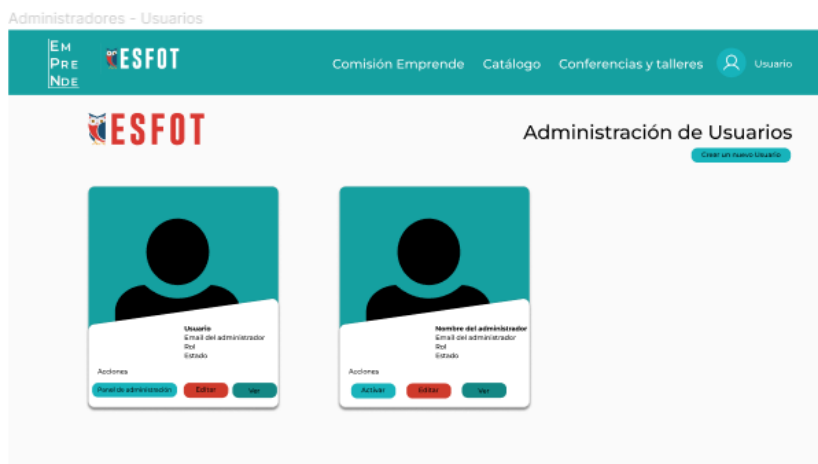 Administradores - Usuarios
EM
PRE
NDE
ESFOT
Comisión Emprende
Catálogo
Conferencias y talleres
Usuario
ESFOT
Administración de Usuarios
Crear un nuevo Usuario
Usuario
Email del administrador
Rol
Estado
Acciones
Panel de administración
Editar
Ver
Nombre del administrador
Email del administrador
Rol
Estado
Acciones
Activar
Editar
Ver